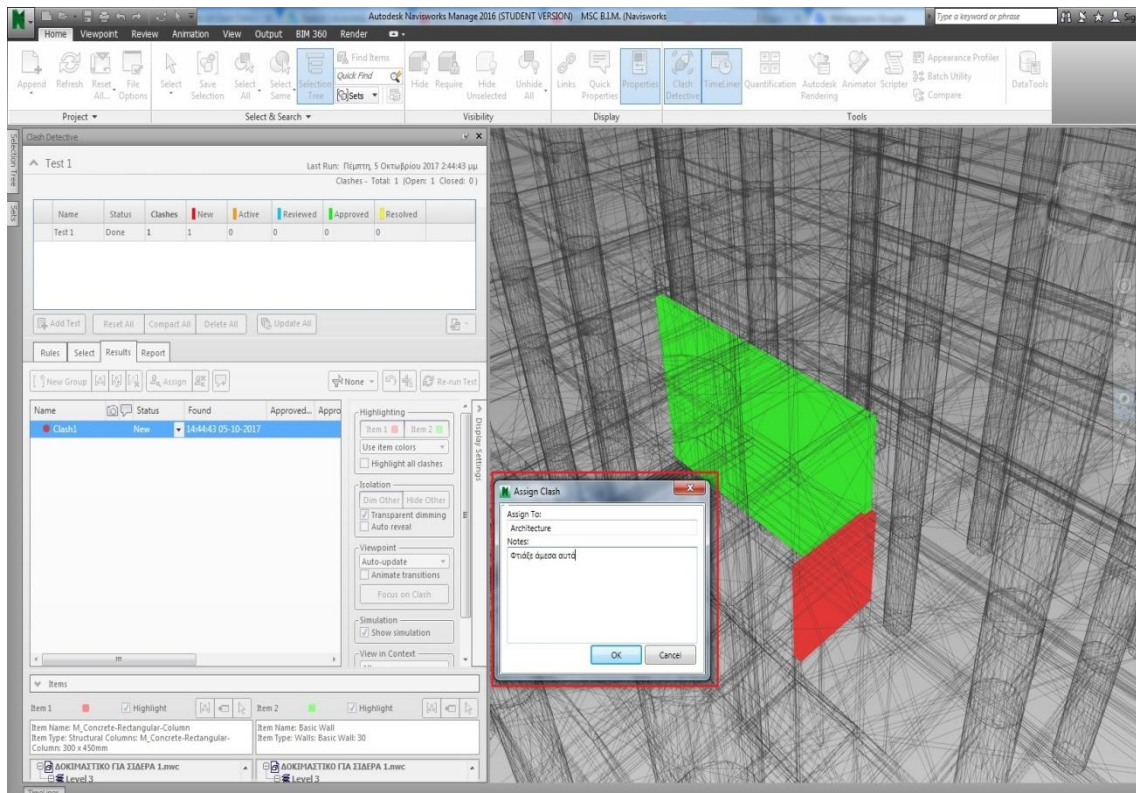 Autodesk Navisworks Manage 2016 (STUDENT VERSION) MSC B.I.M. (Navisworks
Type a keyword or phrase
Home Viewpoint Review Animation View Output BIM 360 Render
Append Refresh Reset All... File Options Select Save Selection Select All Select Same Selection Tree
Find Items
Quick Find
Sets
Hide Require Hide Unselected Unhide All Links Quick Properties Properties
Clash Detective TimeLiner Quantification Autodesk Rendering Animator Scripter
Appearance Profiler
Batch Utility
Compare
DataTools
Project Select & Search Visibility Display Tools
Selection Tree
Sets
Clash Detective
Test 1
Last Run: Πέμπτη, 5 Οκτωβρίου 2017 2:44:43 μμ
Clashes - Total: 1 (Open: 1 Closed: 0)
Name Status Clashes New Active Reviewed Approved Resolved
Test 1 Done 1 1 0 0 0 0
Add Test Reset All Compact All Delete All Update All
Rules Select Results Report
New Group Assign None Re-run Test
Name Status Found Approved... Appro
Clash1 New 14:44:43 05-10-2017
Display Settings
Highlighting
Item 1 Item 2
Use item colors
Highlight all clashes
Isolation
Dim Other Hide Other
Transparent dimming
Auto reveal
Viewpoint
Auto-update
Animate transitions
Focus on Clash
Simulation
Show simulation
View in Context
Assign Clash
Assign To:
Architecture
Notes:
Φτιάξε άμεσα αυτό
OK Cancel
Items
Item 1 Highlight Item 2 Highlight
Item Name: M_Concrete-Rectangular-Column
Item Type: Structural Columns: M_Concrete-Rectangular-
Column: 300 x 450mm
Item Name: Basic Wall
Item Type: Walls: Basic Wall: 30
ΔΟΚΙΜΑΣΤΙΚΟ ΓΙΑ ΣΙΔΕΡΑ 1.nwc
Level 3
ΔΟΚΙΜΑΣΤΙΚΟ ΓΙΑ ΣΙΔΕΡΑ 1.nwc
Level 3
TimeLiner